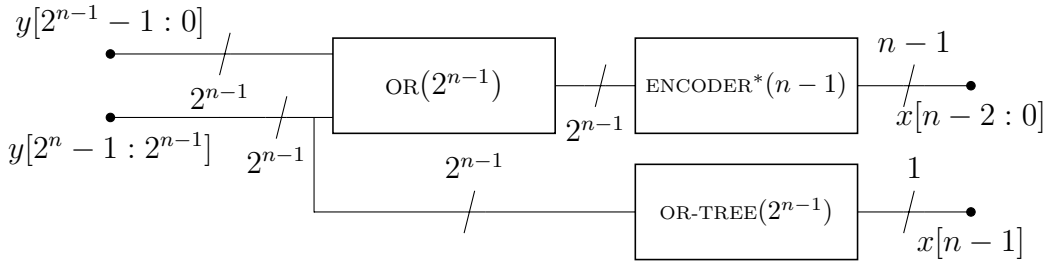 y[2^{n-1} − 1 : 0]
n − 1
OR(2^{n-1})
ENCODER*(n − 1)
2^{n-1}
x[n − 2 : 0]
2^{n-1}
y[2^n − 1 : 2^{n-1}]
2^{n-1}
2^{n-1}
1
OR-TREE(2^{n-1})
x[n − 1]